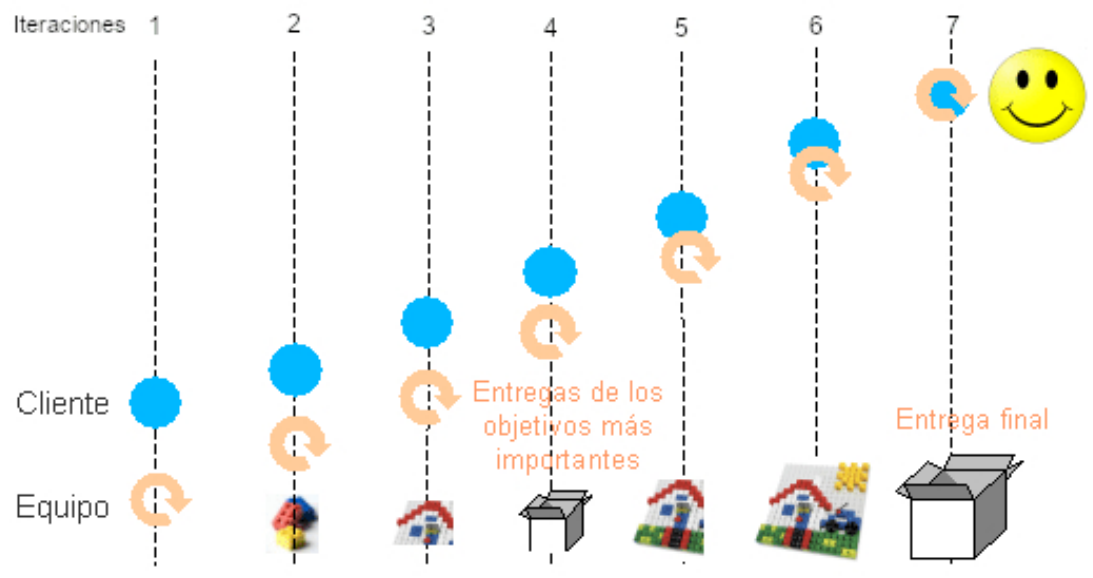 Iteraciones 1 2 3 4 5 6 7
Cliente
Entregas de los
objetivos más
importantes
Entrega final
Equipo